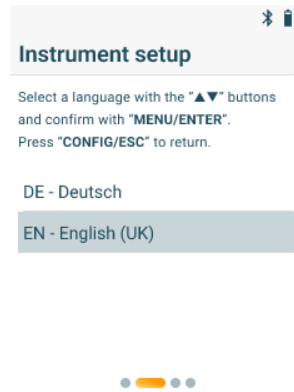 Instrument setup
Select a language with the "▲▼" buttons
and confirm with "MENU/ENTER".
Press "CONFIG/ESC" to return.
DE - Deutsch
EN - English (UK)